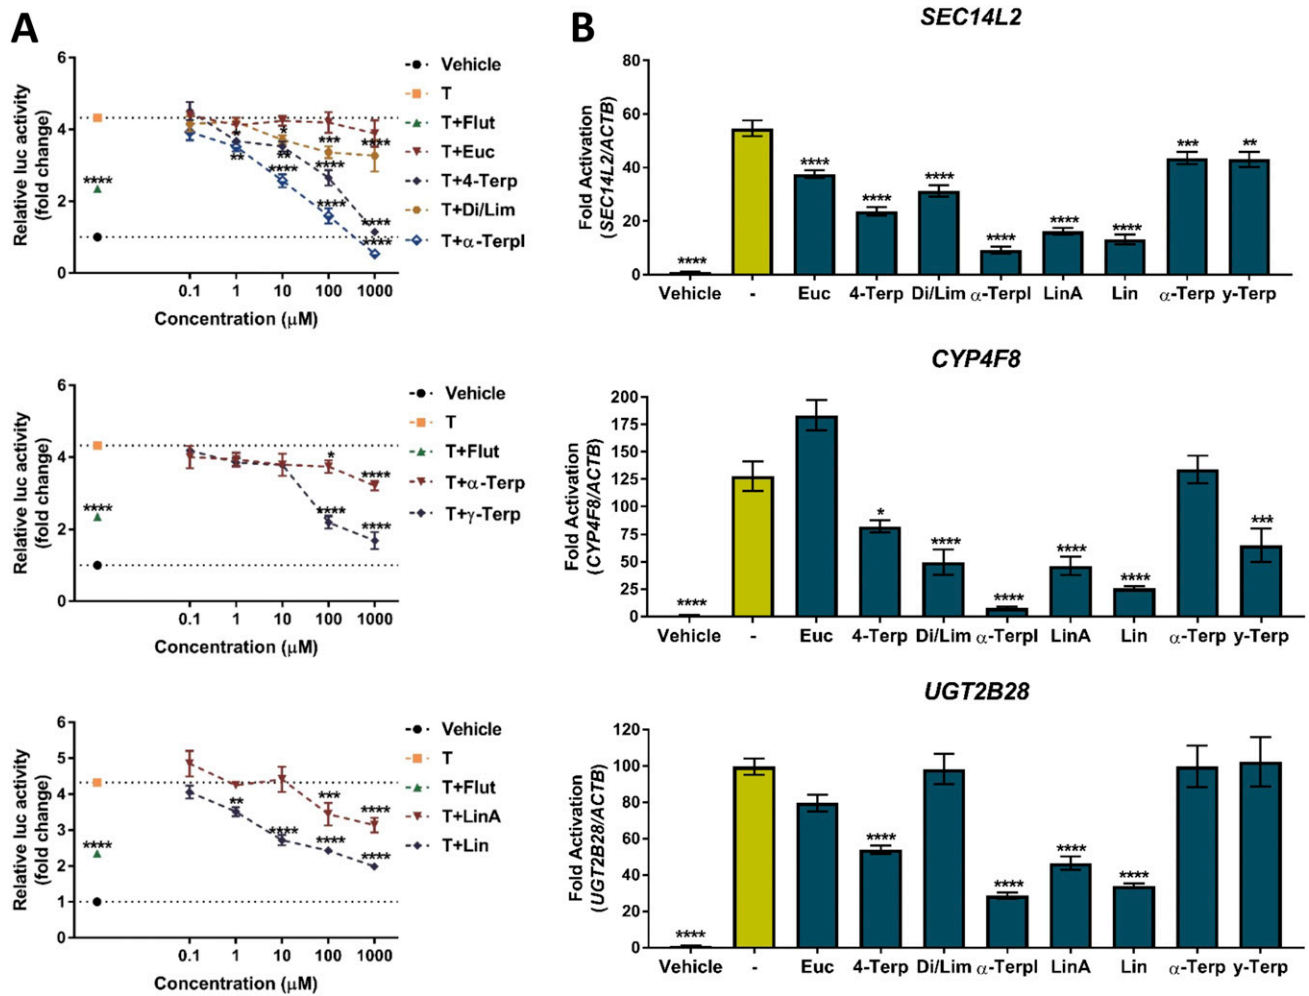 A
Relative luc activity
(fold change)
6
4
2
0
****
**
*
**
****
***
****
****
****
****
****
0.1 1 10 100 1000
Concentration (μM)
Vehicle
T
T+Flut
T+Euc
T+4-Terp
T+Di/Lim
T+α-Terpl
Relative luc activity
(fold change)
6
4
2
0
****
*
****
****
****
0.1 1 10 100 1000
Concentration (μM)
Vehicle
T
T+Flut
T+α-Terp
T+γ-Terp
Relative luc activity
(fold change)
6
5
4
3
2
1
0
****
**
****
***
****
****
****
0.1 1 10 100 1000
Concentration (μM)
Vehicle
T
T+Flut
T+LinA
T+Lin
B
SEC14L2
Fold Activation
(SEC14L2/ACTB)
80
60
40
20
0
**** **** **** **** **** **** **** *** **
Vehicle - Euc 4-Terp Di/Lim α-Terpl LinA Lin α-Terp y-Terp
CYP4F8
Fold Activation
(CYP4F8/ACTB)
200
175
150
125
100
75
50
25
0
**** * **** **** **** **** ***
Vehicle - Euc 4-Terp Di/Lim α-Terpl LinA Lin α-Terp y-Terp
UGT2B28
Fold Activation
(UGT2B28/ACTB)
120
100
80
60
40
20
0
**** **** **** **** ****
Vehicle - Euc 4-Terp Di/Lim α-Terpl LinA Lin α-Terp y-Terp